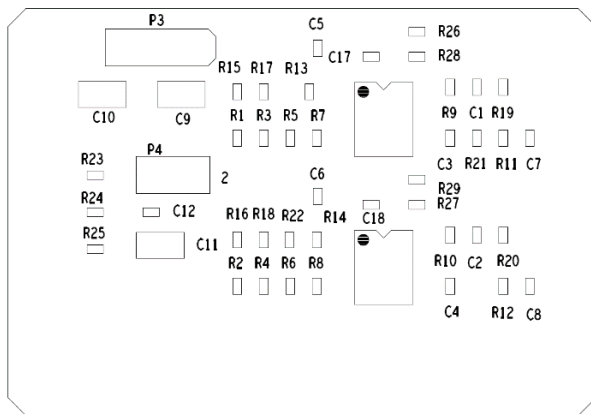 P3
C5
R26
C17
R28
R15 R17 R13
C10
C9
R1 R3 R5 R7
R9 C1 R19
R23
P4
2
C3 R21 R11 C7
C6
R29
R24
C12
R27
R16 R18 R22 R14 C18
R25
C11
R2 R4 R6 R8
R10 C2 R20
C4 R12 C8